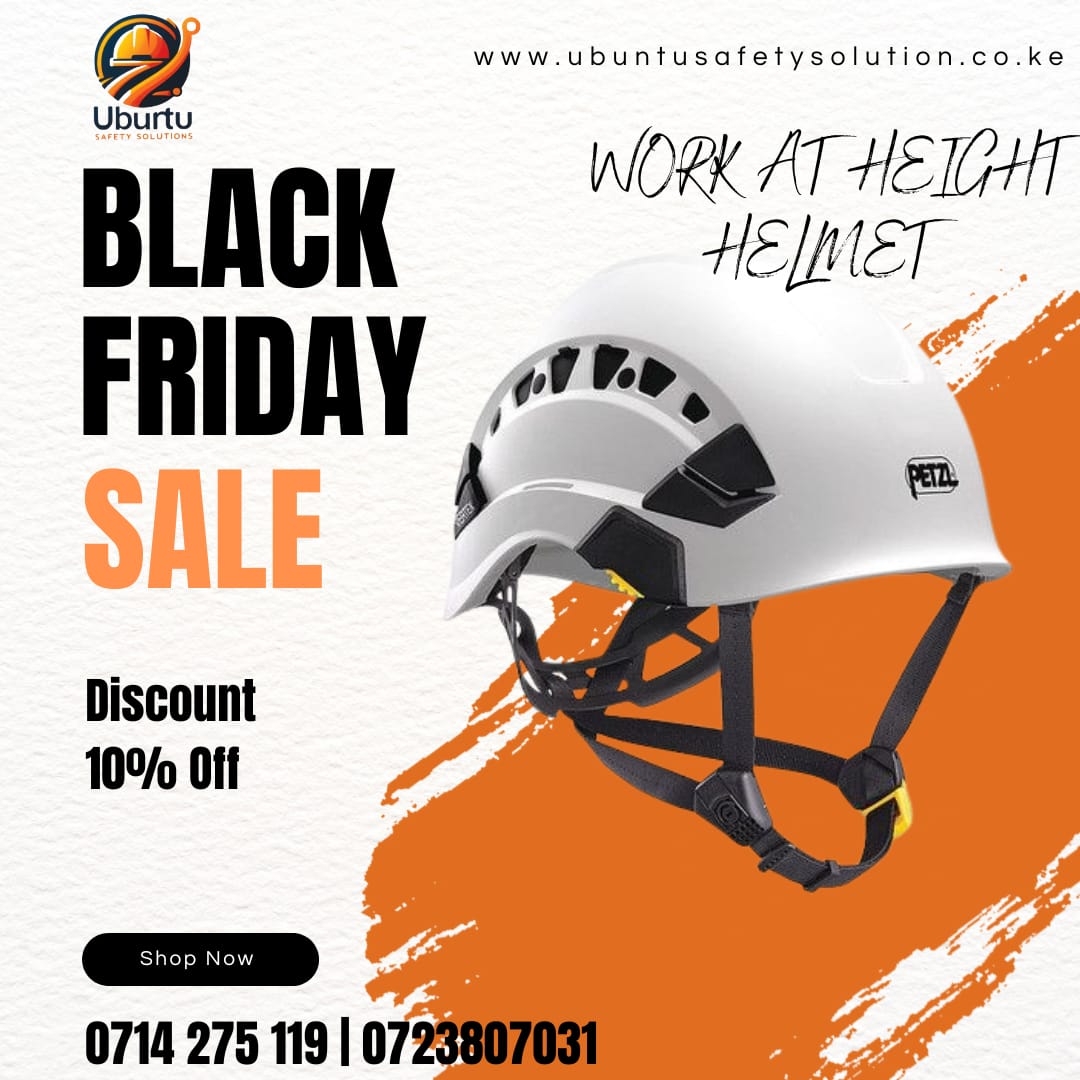 www.ubuntusafetysolution.co.ke
Uburtu
SAFETY SOLUTIONS
WORK AT HEIGHT
HELMET
BLACK
FRIDAY
SALE
PETZL
Discount
10% Off
Shop Now
0714 275 119 | 0723807031